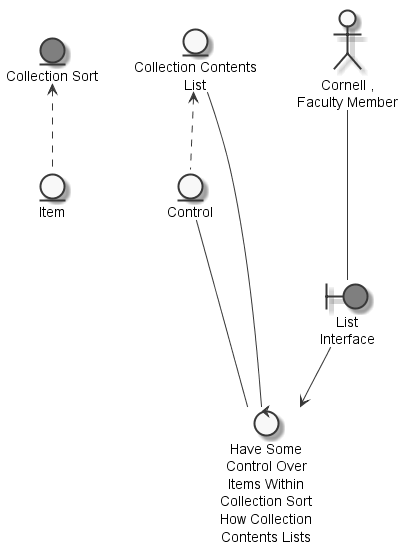 Collection Sort
Collection Contents
List
Cornell ,
Faculty Member
Item
Control
List
Interface
Have Some
Control Over
Items Within
Collection Sort
How Collection
Contents Lists